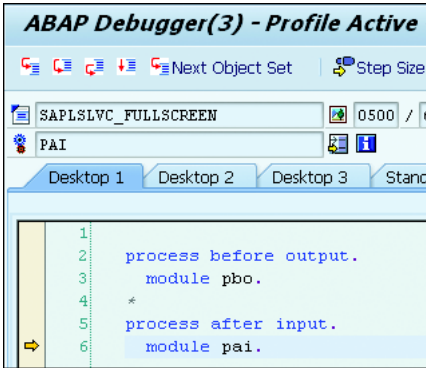 ABAP Debugger(3) - Profile Active
Next Object Set Step Size
SAPLSLVC_FULLSCREEN 0500 /
PAI
Desktop 1 Desktop 2 Desktop 3 Stand
1
2 process before output.
3 module pbo.
4 *
5 process after input.
6 module pai.